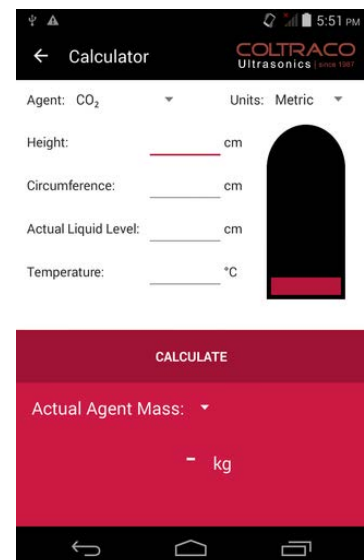 5:51 PM
Calculator
COLTRACO
Ultrasonics | since 1987
Agent: CO₂ Units: Metric
Height: cm
Circumference: cm
Actual Liquid Level: cm
Temperature: °C
CALCULATE
Actual Agent Mass:
- kg